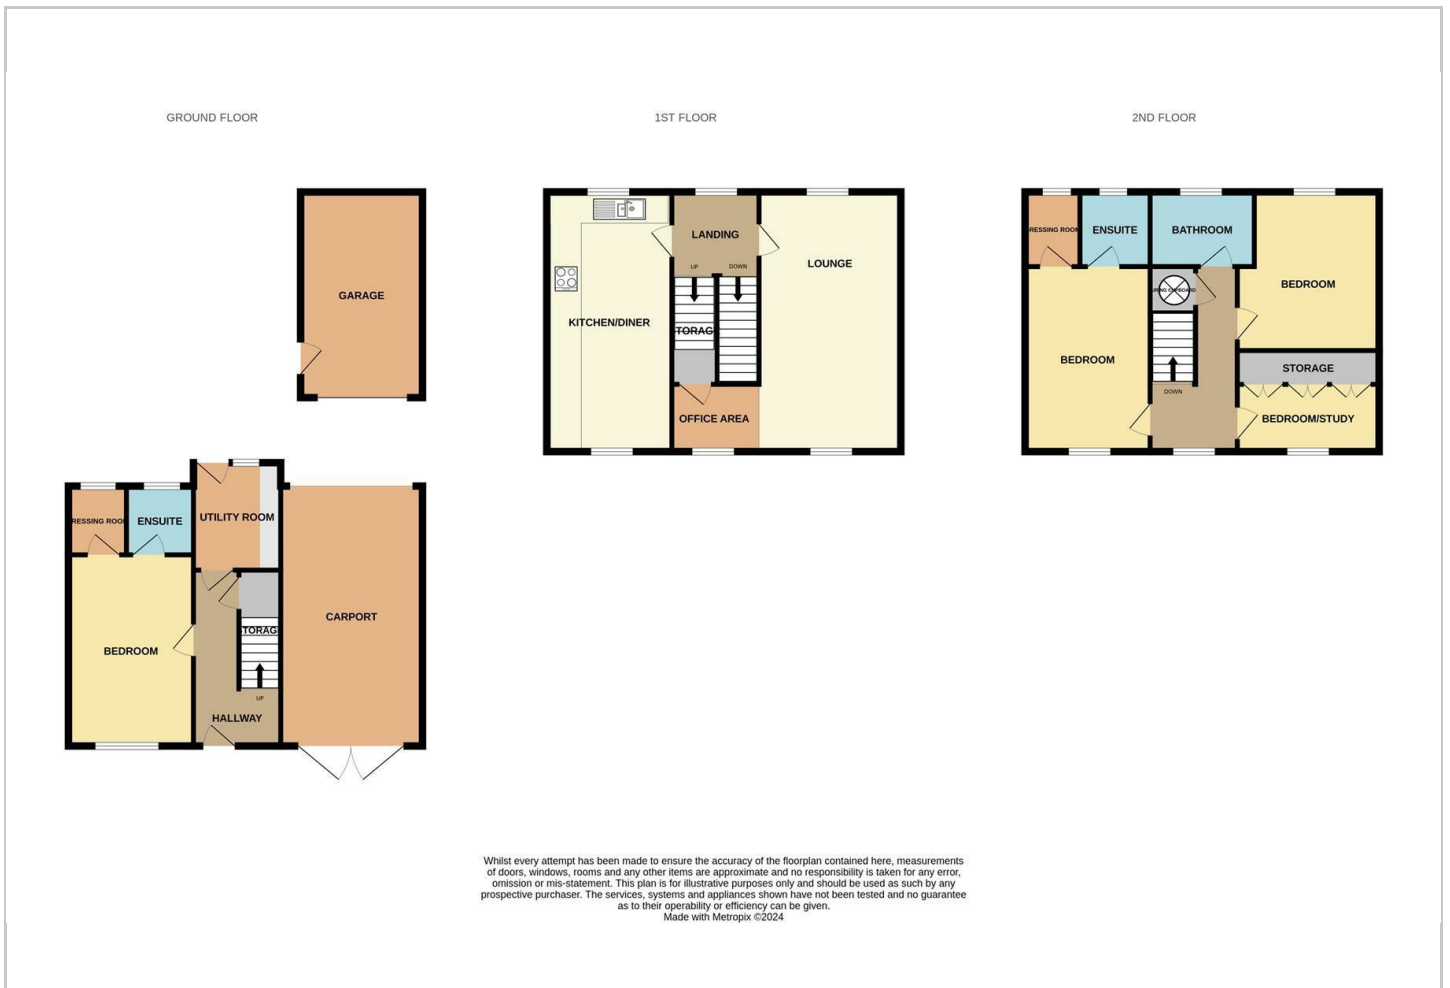 GROUND FLOOR
1ST FLOOR
2ND FLOOR
GARAGE
UTILITY ROOM
RESSING ROOM
ENSUITE
CARPORT
BEDROOM
TORAG
UP
HALLWAY
LANDING
UP
DOWN
LOUNGE
KITCHEN/DINER
TORAG
OFFICE AREA
RESSING ROOM
ENSUITE
BATHROOM
BEDROOM
BEDROOM
STORAGE
DOWN
BEDROOM/STUDY
Whilst every attempt has been made to ensure the accuracy of the floorplan contained here, measurements
of doors, windows, rooms and any other items are approximate and no responsibility is taken for any error,
omission or mis-statement. This plan is for illustrative purposes only and should be used as such by any
prospective purchaser. The services, systems and appliances shown have not been tested and no guarantee
as to their operability or efficiency can be given.
Made with Metropix ©2024